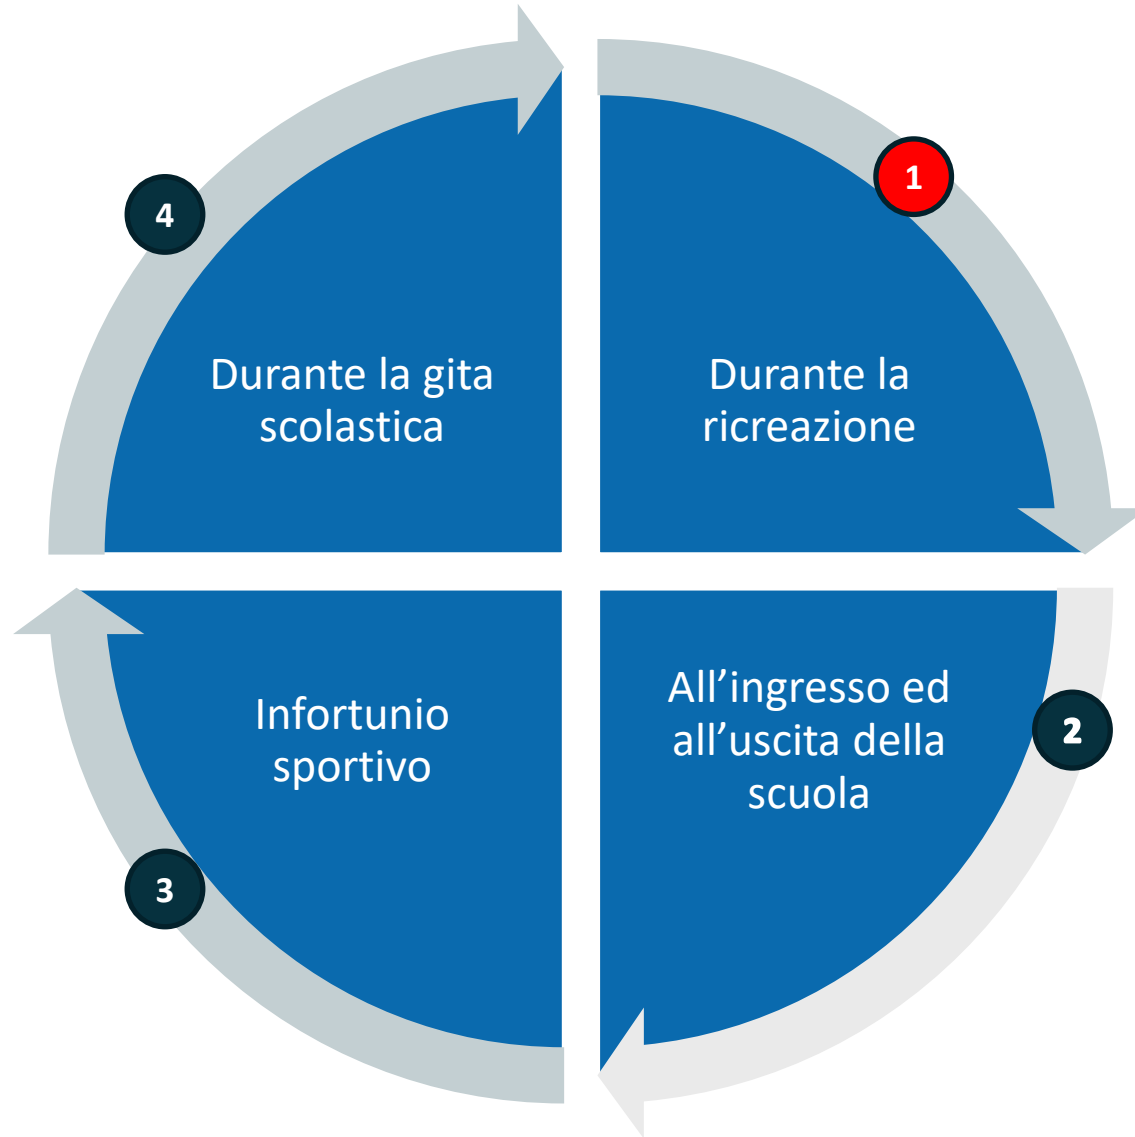 1
Durante la
ricreazione
2
All’ingresso ed
all’uscita della
scuola
3
Infortunio
sportivo
4
Durante la gita
scolastica